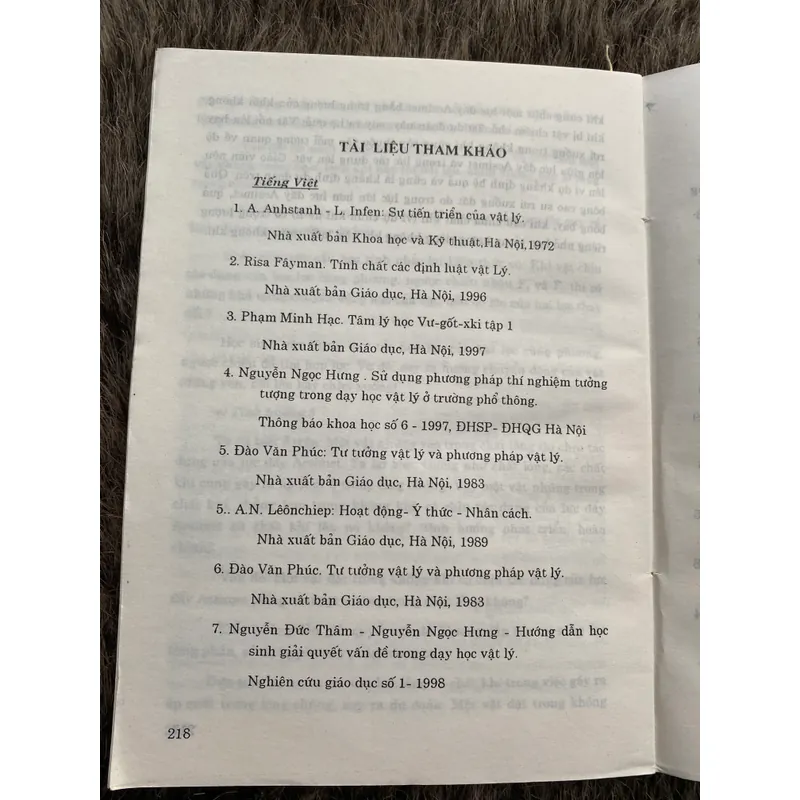 TÀI LIỆU THAM KHẢO
Tiếng Việt
1. A. Anhstanh - L. Infen: Sự tiến triển của vật lý.
Nhà xuất bản Khoa học và Kỹ thuật,Hà Nội,1972
2. Risa Fâyman. Tính chất các định luật vật Lý.
Nhà xuất bản Giáo dục, Hà Nội, 1996
3. Phạm Minh Hạc. Tâm lý học Vư-gốt-xki tập 1
Nhà xuất bản Giáo dục, Hà Nội, 1997
4. Nguyễn Ngọc Hưng . Sử dụng phương pháp thí nghiệm tưởng
tượng trong dạy học vật lý ở trường phổ thông.
Thông báo khoa học số 6 - 1997, ĐHSP- ĐHQG Hà Nội
5. Đào Văn Phúc: Tư tưởng vật lý và phương pháp vật lý.
Nhà xuất bản Giáo dục, Hà Nội, 1983
5.. A.N. Lêônchiep: Hoạt động- Ý thức - Nhân cách.
Nhà xuất bản Giáo dục, Hà Nội, 1989
6. Đào Văn Phúc. Tư tưởng vật lý và phương pháp vật lý.
Nhà xuất bản Giáo dục, Hà Nội, 1983
7. Nguyễn Đức Thâm - Nguyễn Ngọc Hưng - Hướng dẫn học
sinh giải quyết vấn đề trong dạy học vật lý.
Nghiên cứu giáo dục số 1- 1998
218